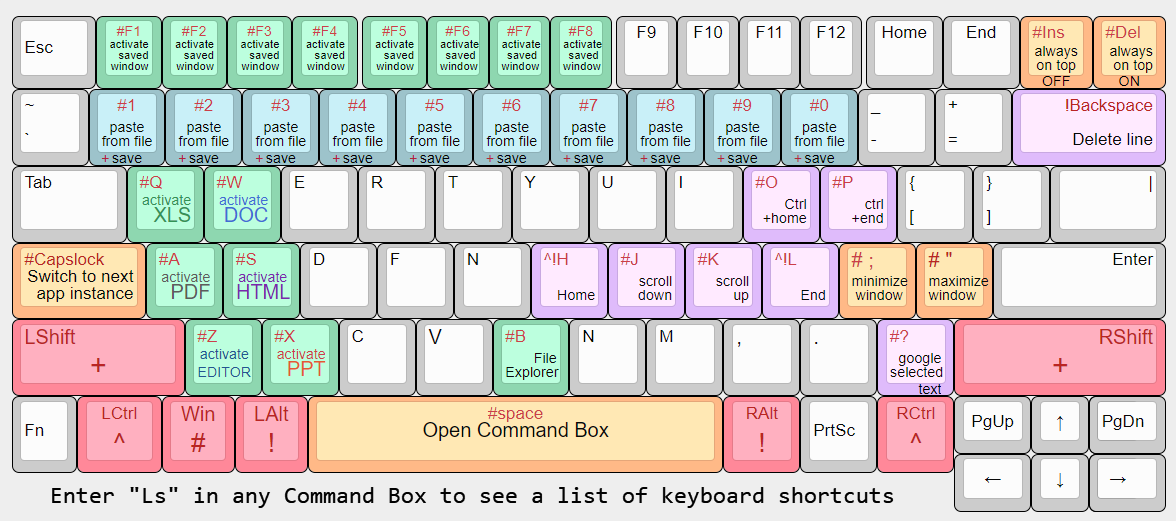 Esc
#F1
activate
saved
window
#F2
activate
saved
window
#F3
activate
saved
window
#F4
activate
saved
window
#F5
activate
saved
window
#F6
activate
saved
window
#F7
activate
saved
window
#F8
activate
saved
window
F9
F10
F11
F12
Home
End
#Ins
always
on top
OFF
#Del
always
on top
ON
~
`
#1
paste
from file
+ save
#2
paste
from file
+ save
#3
paste
from file
+ save
#4
paste
from file
+ save
#5
paste
from file
+ save
#6
paste
from file
+ save
#7
paste
from file
+ save
#8
paste
from file
+ save
#9
paste
from file
+ save
#0
paste
from file
+ save
_
-
+
=
!Backspace
Delete line
Tab
#Q
activate
XLS
#W
activate
DOC
E
R
T
Y
U
I
#O
Ctrl
+home
#P
ctrl
+end
{
[
}
]
|
#Capslock
Switch to next
app instance
#A
activate
PDF
#S
activate
HTML
D
F
N
^!H
Home
#J
scroll
down
#K
scroll
up
^!L
End
# ;
minimize
window
# "
maximize
window
Enter
LShift
+
#Z
activate
EDITOR
#X
activate
PPT
C
V
#B
File
Explorer
N
M
,
.
#?
google
selected
text
RShift
+
Fn
LCtrl
^
Win
#
LAlt
!
#space
Open Command Box
RAlt
!
PrtSc
RCtrl
^
PgUp
↑
PgDn
←
↓
→
Enter "Ls" in any Command Box to see a list of keyboard shortcuts